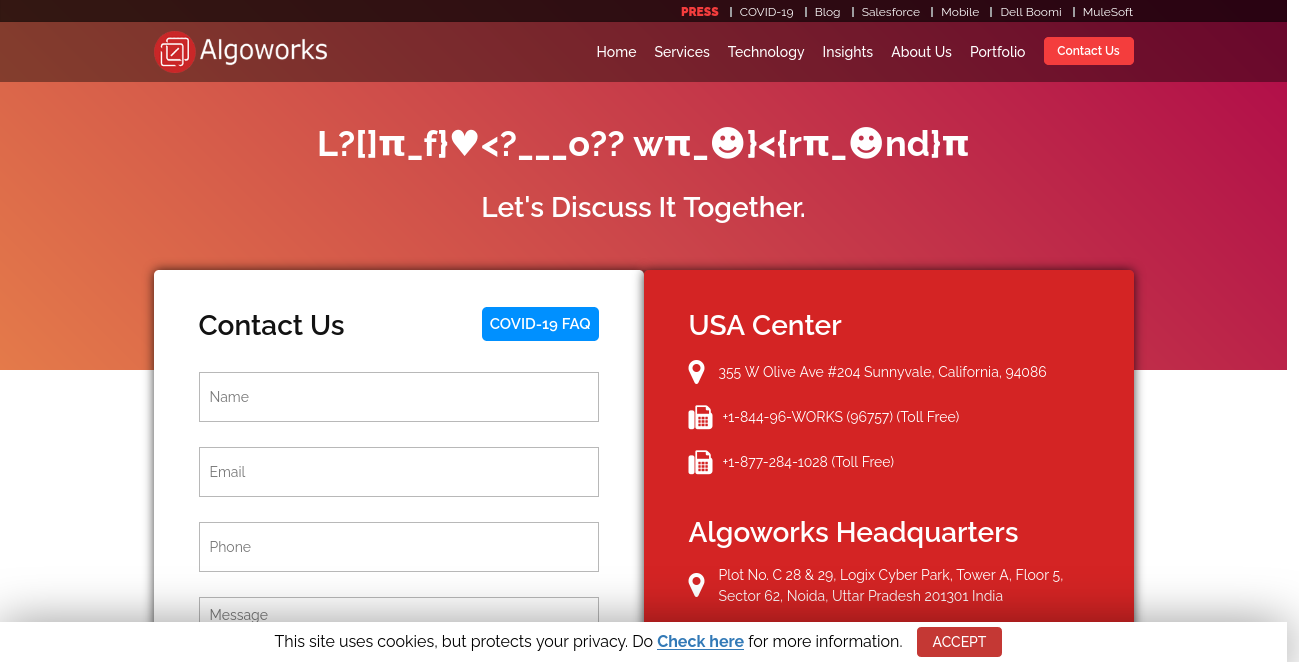 PRESS | COVID-19 | Blog | Salesforce | Mobile | Dell Boomi | MuleSoft
Algoworks
Home Services Technology Insights About Us Portfolio Contact Us
L?[]π_f}♥<?___o?? wπ_☻}<{rπ_☻nd}π
Let's Discuss It Together.
Contact Us
COVID-19 FAQ
Name
Email
Phone
Message
USA Center
355 W Olive Ave #204 Sunnyvale, California, 94086
+1-844-96-WORKS (96757) (Toll Free)
+1-877-284-1028 (Toll Free)
Algoworks Headquarters
Plot No. C 28 & 29, Logix Cyber Park, Tower A, Floor 5,
Sector 62, Noida, Uttar Pradesh 201301 India
This site uses cookies, but protects your privacy. Do Check here for more information. ACCEPT